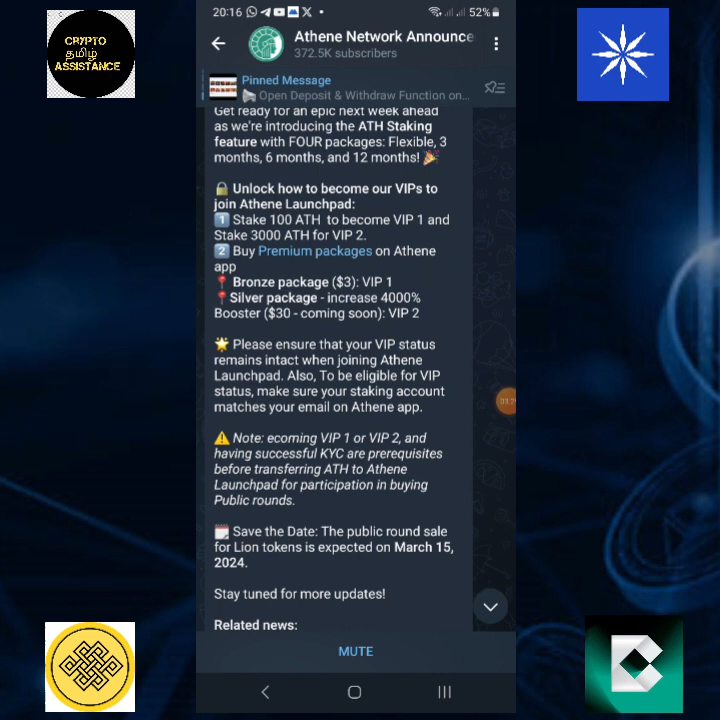 CRYPTO
தமிழ்
ASSISTANCE
20:16
52%
Athene Network Announce
372.5K subscribers
Pinned Message
Open Deposit & Withdraw Function on...
Get ready for an epic next week ahead
as we're introducing the ATH Staking
feature with FOUR packages: Flexible, 3
months, 6 months, and 12 months! 🎉
🔒 Unlock how to become our VIPs to
join Athene Launchpad:
1️⃣ Stake 100 ATH to become VIP 1 and
Stake 3000 ATH for VIP 2.
2️⃣ Buy Premium packages on Athene
app
📍 Bronze package ($3): VIP 1
📍Silver package - increase 4000%
Booster ($30 - coming soon): VIP 2
🌟 Please ensure that your VIP status
remains intact when joining Athene
Launchpad. Also, To be eligible for VIP
status, make sure your staking account
matches your email on Athene app.
⚠️ Note: ecoming VIP 1 or VIP 2, and
having successful KYC are prerequisites
before transferring ATH to Athene
Launchpad for participation in buying
Public rounds.
🗓 Save the Date: The public round sale
for Lion tokens is expected on March 15,
2024.
Stay tuned for more updates!
Related news:
MUTE